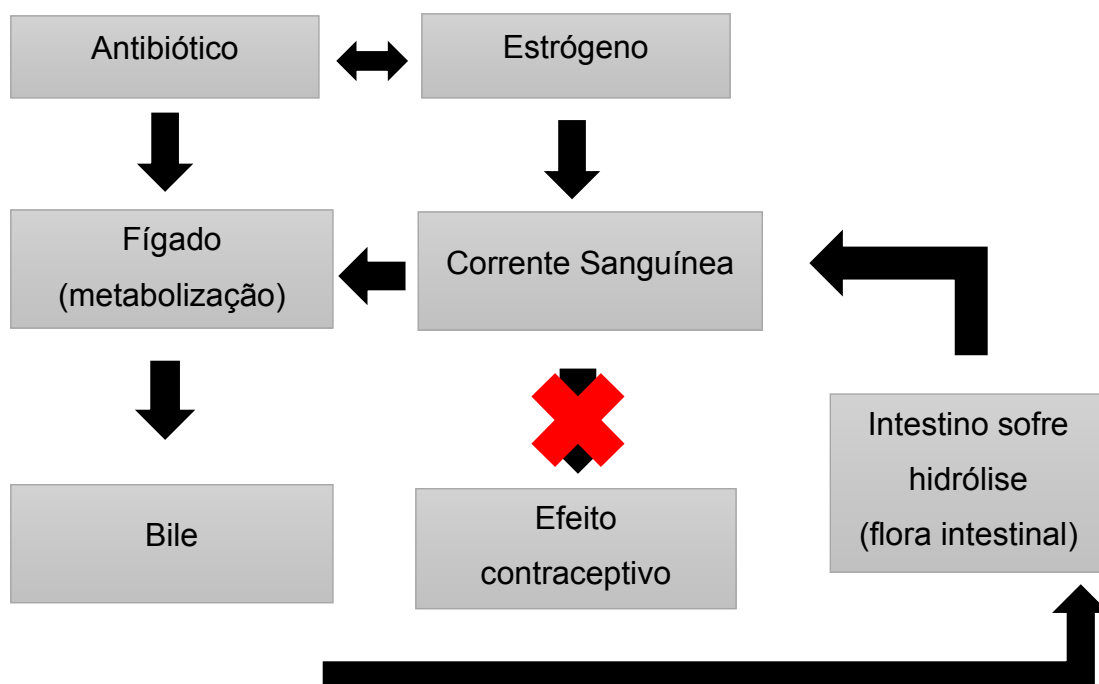 Antibiótico
Estrógeno
Fígado
(metabolização)
Corrente Sanguínea
Intestino sofre
hidrólise
(flora intestinal)
Bile
Efeito
contraceptivo